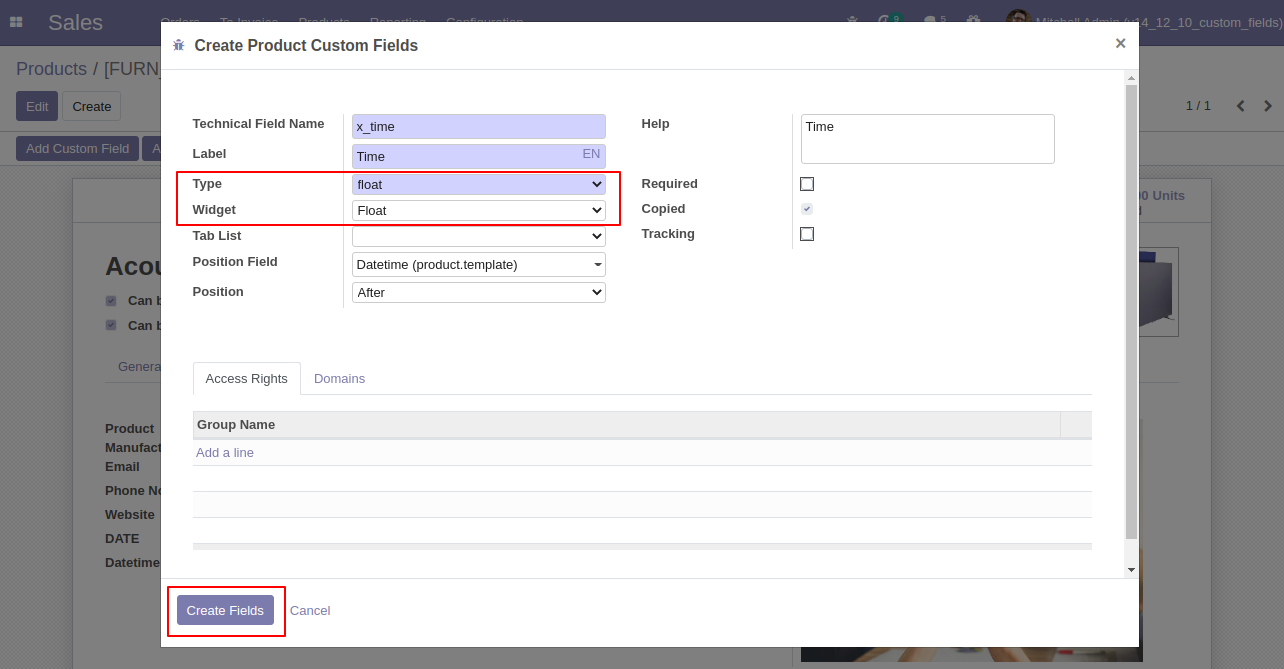 Sales Orders To Invoice Products Reporting Configuration 9 5 Mitchell Admin (v14_12_10_custom_fields)
Products / [FURN_
Edit Create
1 / 1
Add Custom Field A
Create Product Custom Fields ×
Technical Field Name x_time
Label Time EN
Type float
Widget Float
Tab List
Position Field Datetime (product.template)
Position After
Help Time
Required
Copied
Tracking
Access Rights Domains
Group Name
Add a line
Create Fields Cancel
00 Units
Acou
Can b
Can b
Genera
Product
Manufact
Email
Phone No
Website
DATE
Datetime